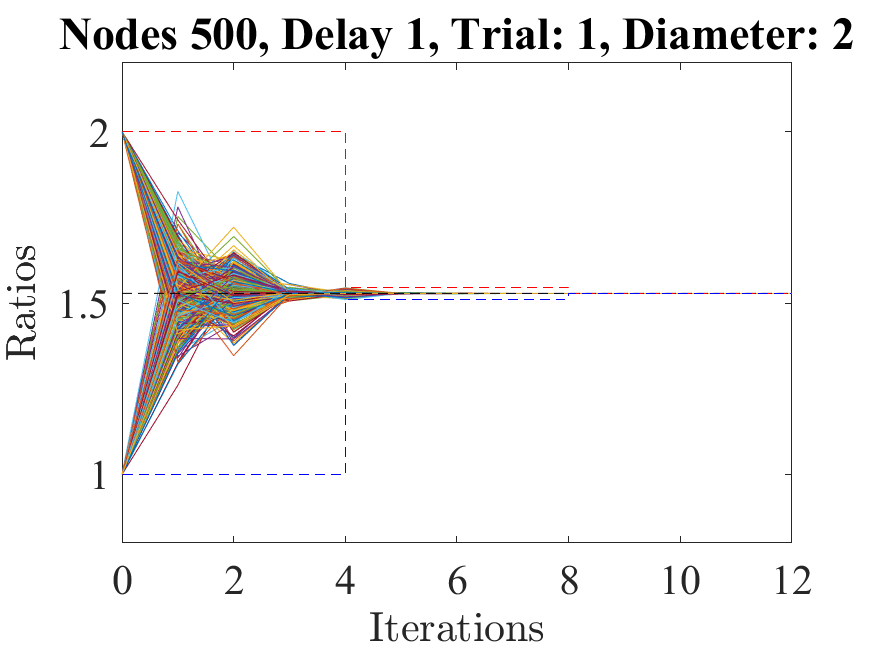 Nodes 500, Delay 1, Trial: 1, Diameter: 2
2
1.5
1
Ratios
0 2 4 6 8 10 12
Iterations